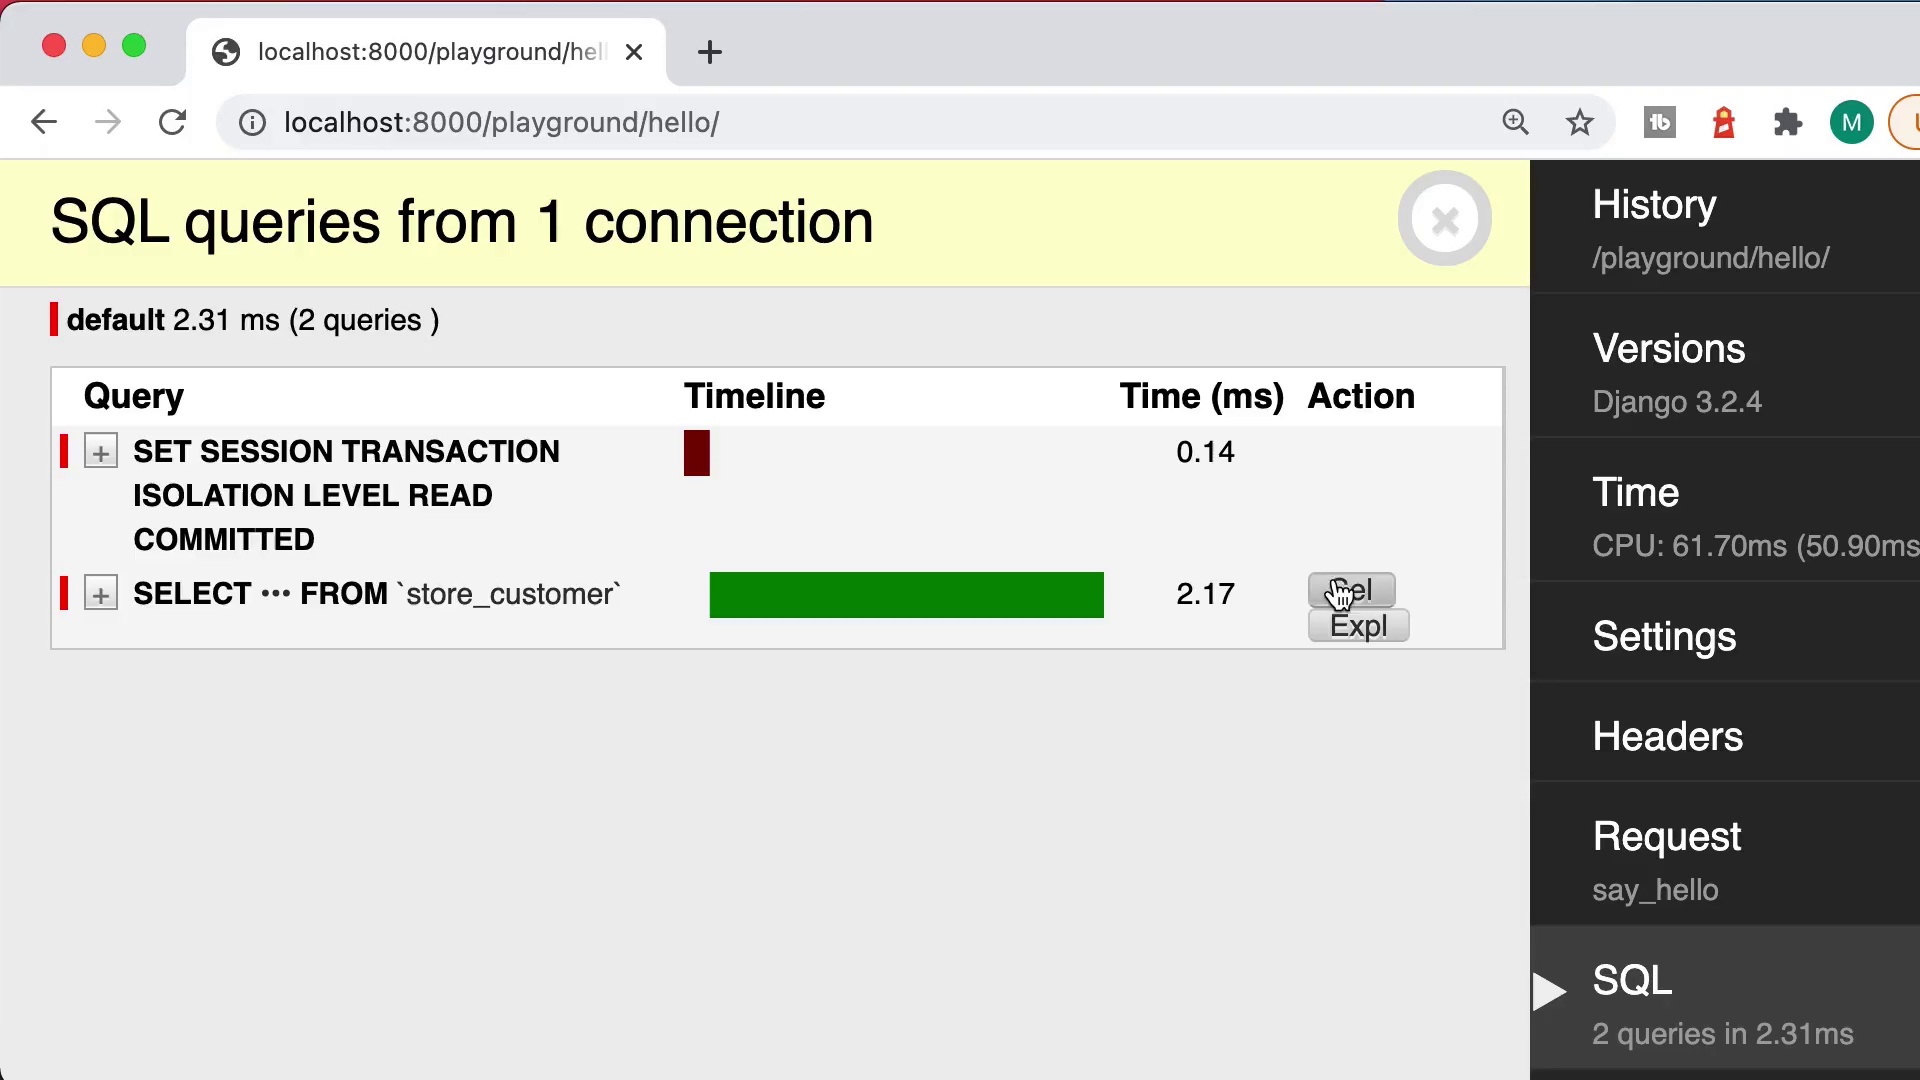 localhost:8000/playground/hel
localhost:8000/playground/hello/
M
SQL queries from 1 connection
default 2.31 ms (2 queries )
Query Timeline Time (ms) Action
+ SET SESSION TRANSACTION 0.14
ISOLATION LEVEL READ
COMMITTED
+ SELECT ••• FROM `store_customer` 2.17 Sel
Expl
History
/playground/hello/
Versions
Django 3.2.4
Time
CPU: 61.70ms (50.90ms
Settings
Headers
Request
say_hello
SQL
2 queries in 2.31ms